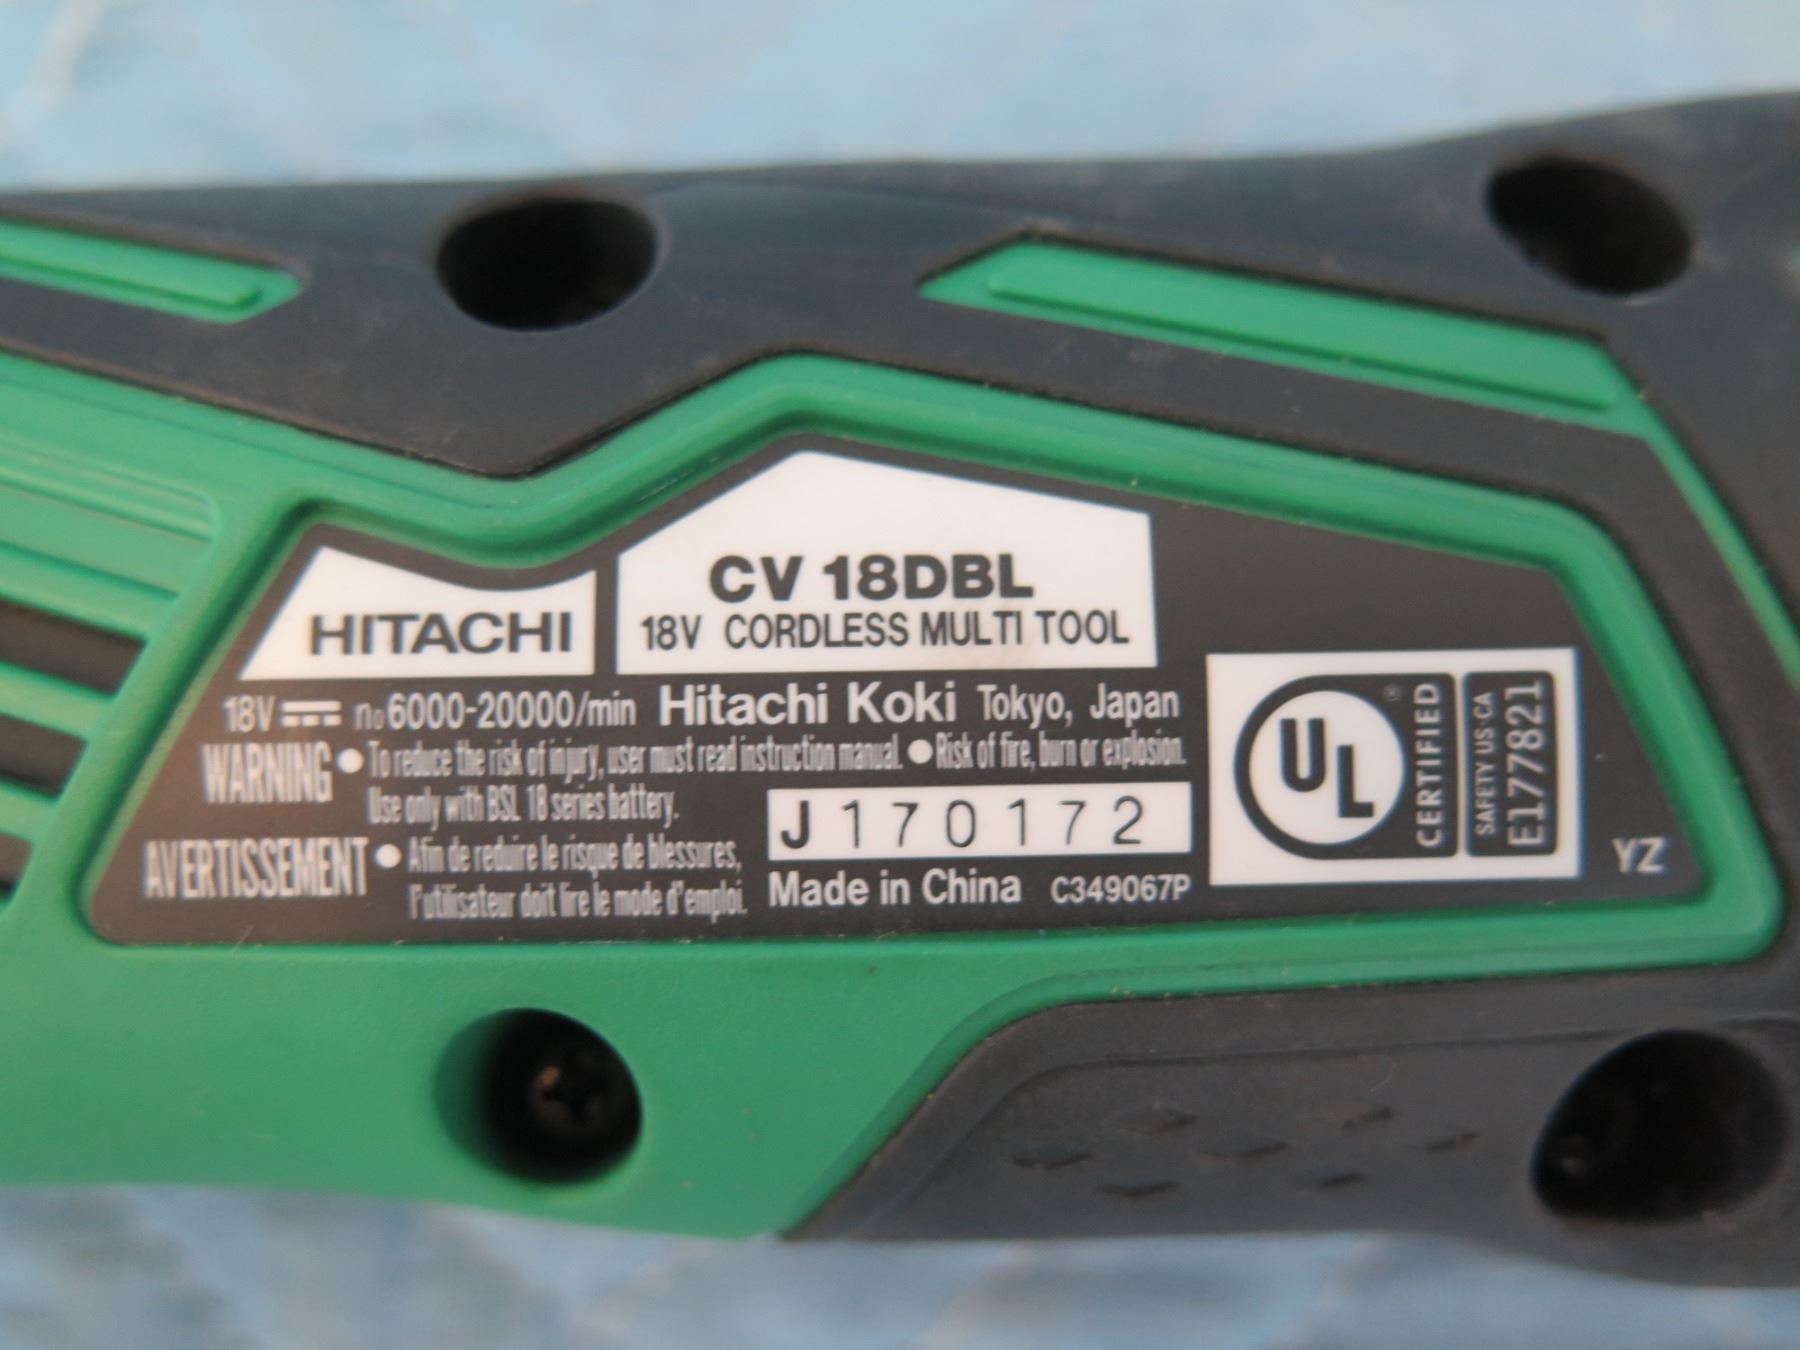 HITACHI
CV 18DBL
18V CORDLESS MULTI TOOL
18V n₀6000-20000/min Hitachi Koki Tokyo, Japan
WARNING ● To reduce the risk of injury, user must read instruction manual. ● Risk of fire, burn or explosion.
Use only with BSL 18 series battery.
AVERTISSEMENT ● Afin de reduire le risque de blessures,
l'utilisateur doit lire le mode d'emploi.
J170172
Made in China C349067P
UL ®
CERTIFIED
SAFETY US·CA
E177821
YZ